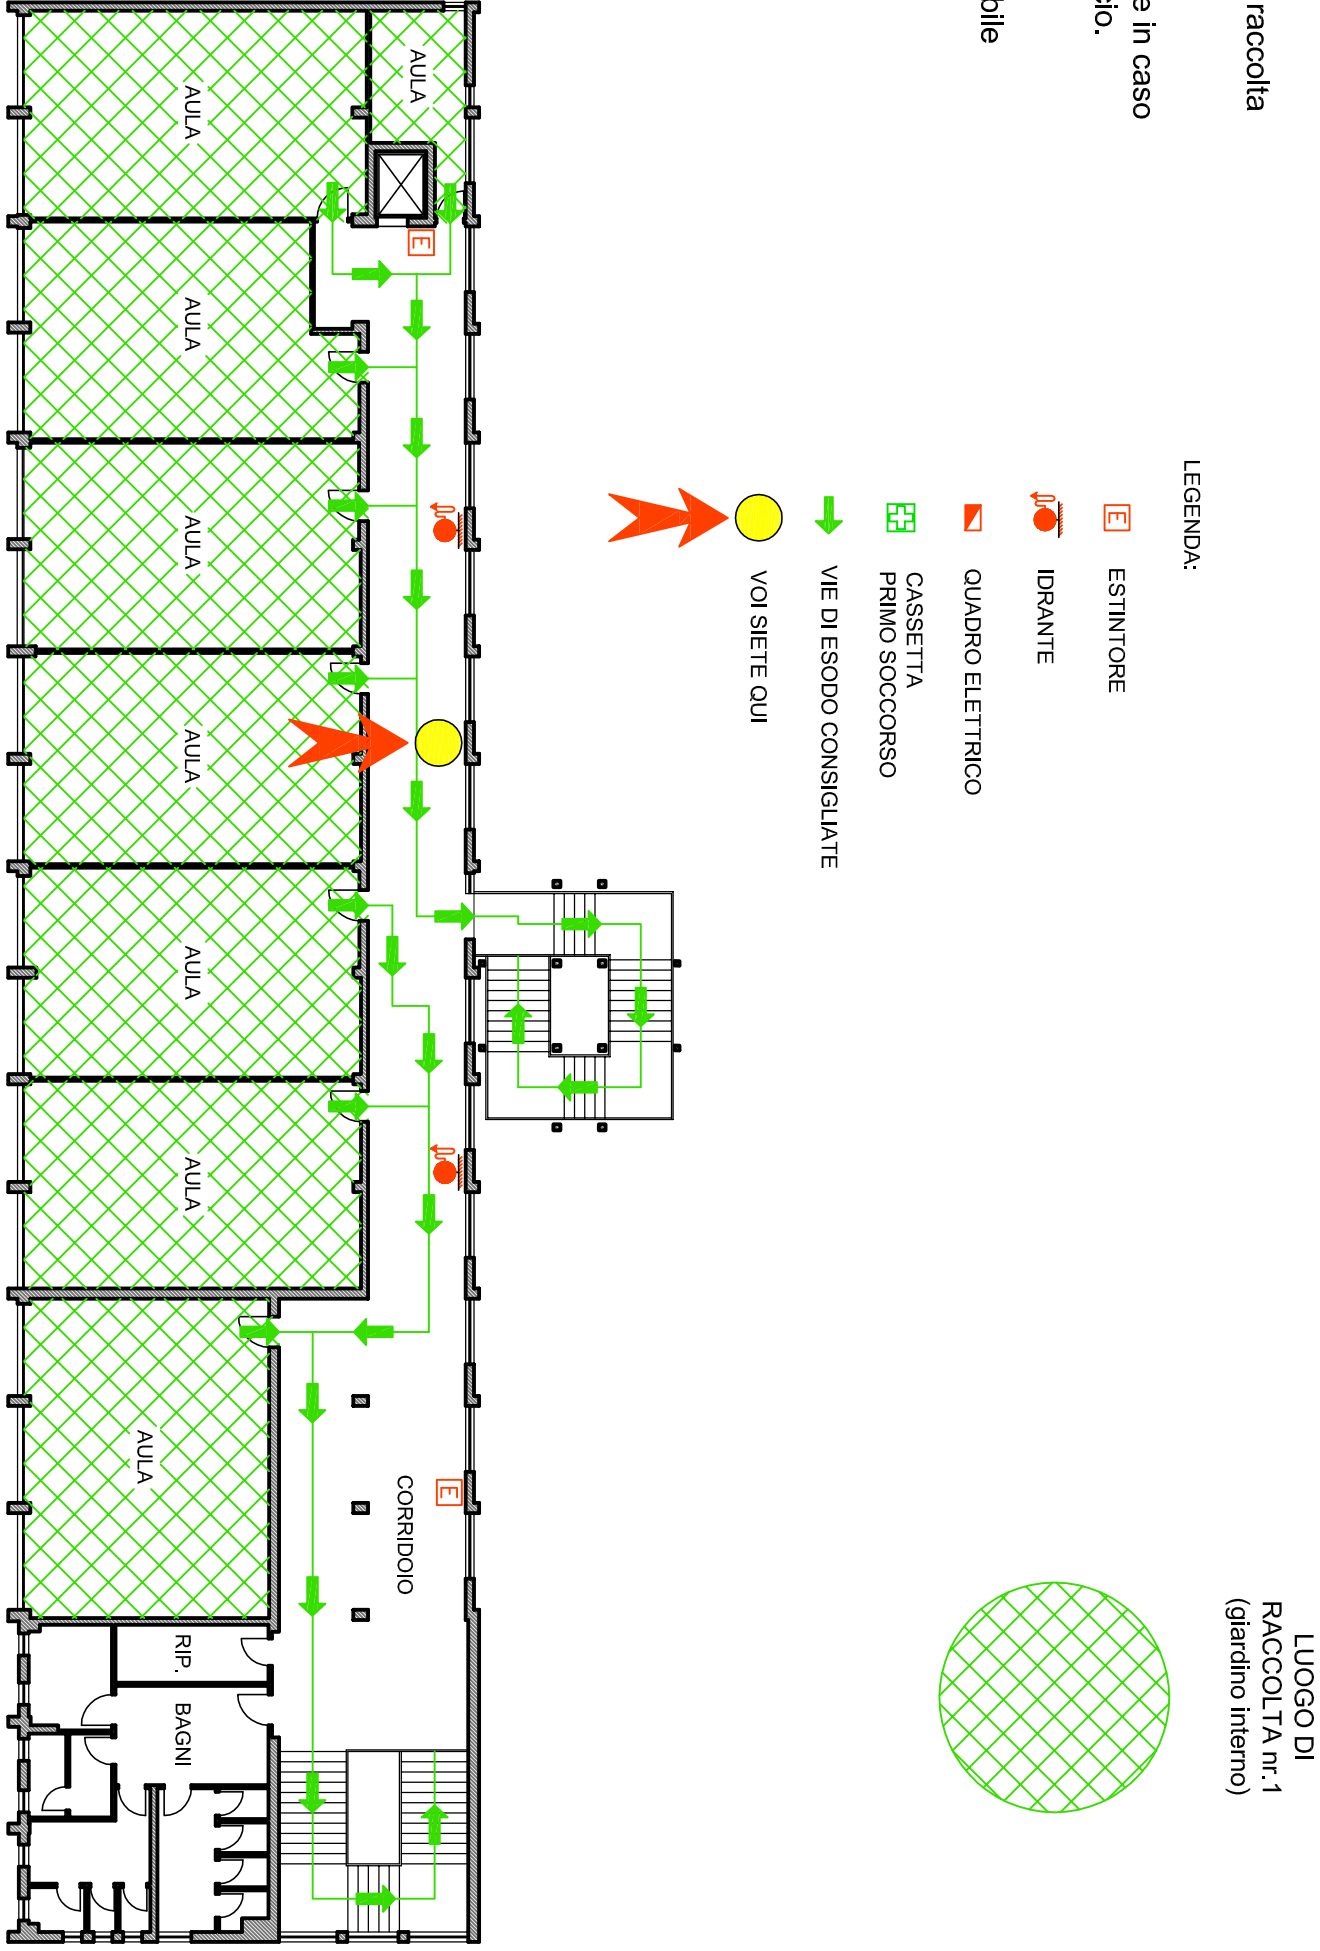 raccolta
e in caso
cio.
bile
LEGENDA:
E ESTINTORE
IDRANTE
QUADRO ELETTRICO
CASSETTA
PRIMO SOCCORSO
VIE DI ESODO CONSIGLIATE
VOI SIETE QUI
LUOGO DI
RACCOLTA nr.1
(giardino interno)
AULA
AULA
E
AULA
AULA
AULA
AULA
AULA
AULA
E
CORRIDOIO
RIP.
BAGNI